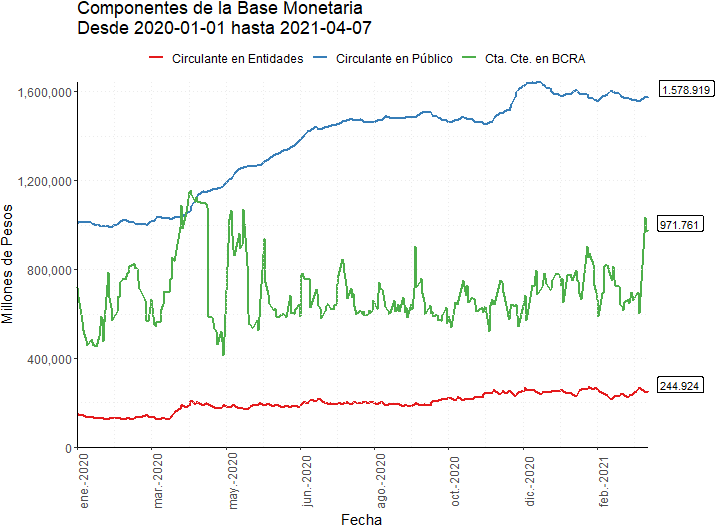 Componentes de la Base Monetaria
Desde 2020-01-01 hasta 2021-04-07
Circulante en Entidades
Circulante en Público
Cta. Cte. en BCRA
Millones de Pesos
1,600,000
1,200,000
800,000
400,000
0
1.578.919
971.761
244.924
ene.-2020
mar.-2020
may.-2020
jun.-2020
ago.-2020
oct.-2020
dic.-2020
feb.-2021
Fecha